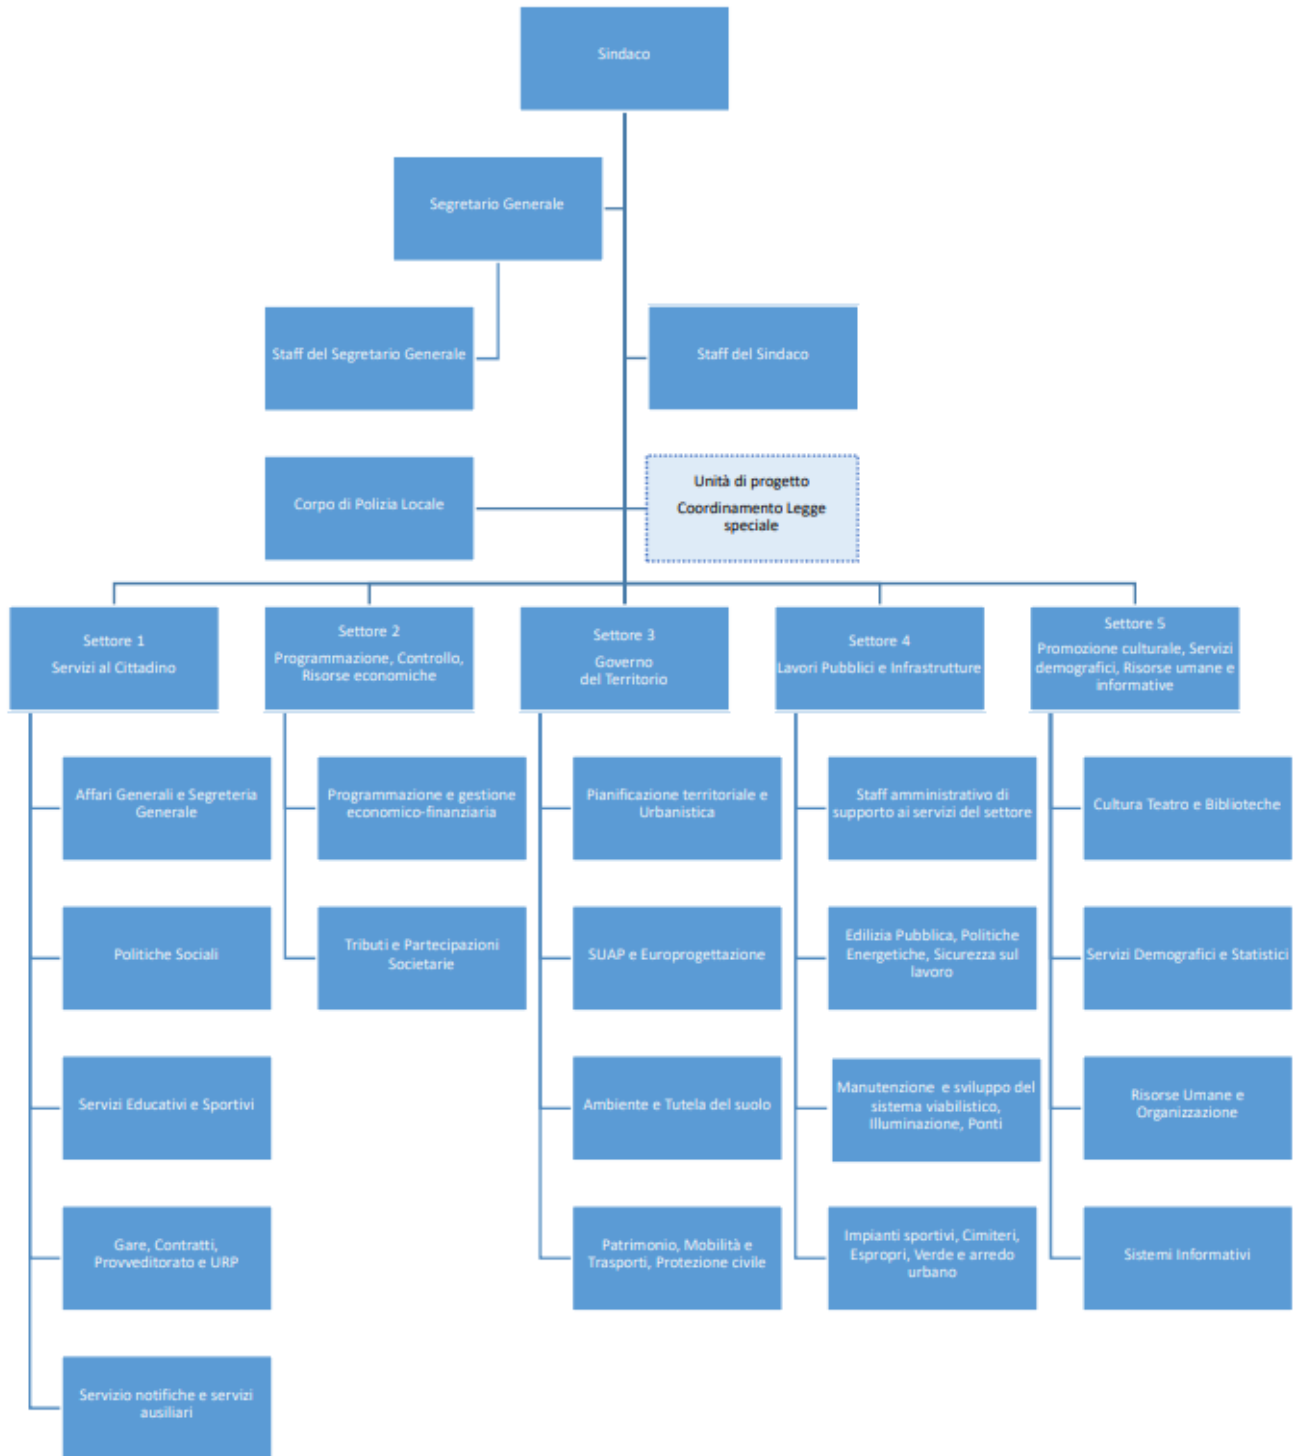 Sindaco
Segretario Generale
Staff del Segretario Generale
Staff del Sindaco
Corpo di Polizia Locale
Unità di progetto
Coordinamento Legge
speciale
Settore 1
Servizi al Cittadino
Settore 2
Programmazione, Controllo,
Risorse economiche
Settore 3
Governo
del Territorio
Settore 4
Lavori Pubblici e Infrastrutture
Settore 5
Promozione culturale, Servizi
demografici, Risorse umane e
informative
Affari Generali e Segreteria
Generale
Programmazione e gestione
economico-finanziaria
Pianificazione territoriale e
Urbanistica
Staff amministrativo di
supporto ai servizi del settore
Cultura Teatro e Biblioteche
Politiche Sociali
Tributi e Partecipazioni
Societarie
SUAP e Europrogettazione
Edilizia Pubblica, Politiche
Energetiche, Sicurezza sul
lavoro
Servizi Demografici e Statistici
Servizi Educativi e Sportivi
Ambiente e Tutela del suolo
Manutenzione e sviluppo del
sistema viabilistico,
Illuminazione, Ponti
Risorse Umane e
Organizzazione
Gare, Contratti,
Provveditorato e URP
Patrimonio, Mobilità e
Trasporti, Protezione civile
Impianti sportivi, Cimiteri,
Espropri, Verde e arredo
urbano
Sistemi Informativi
Servizio notifiche e servizi
ausiliari